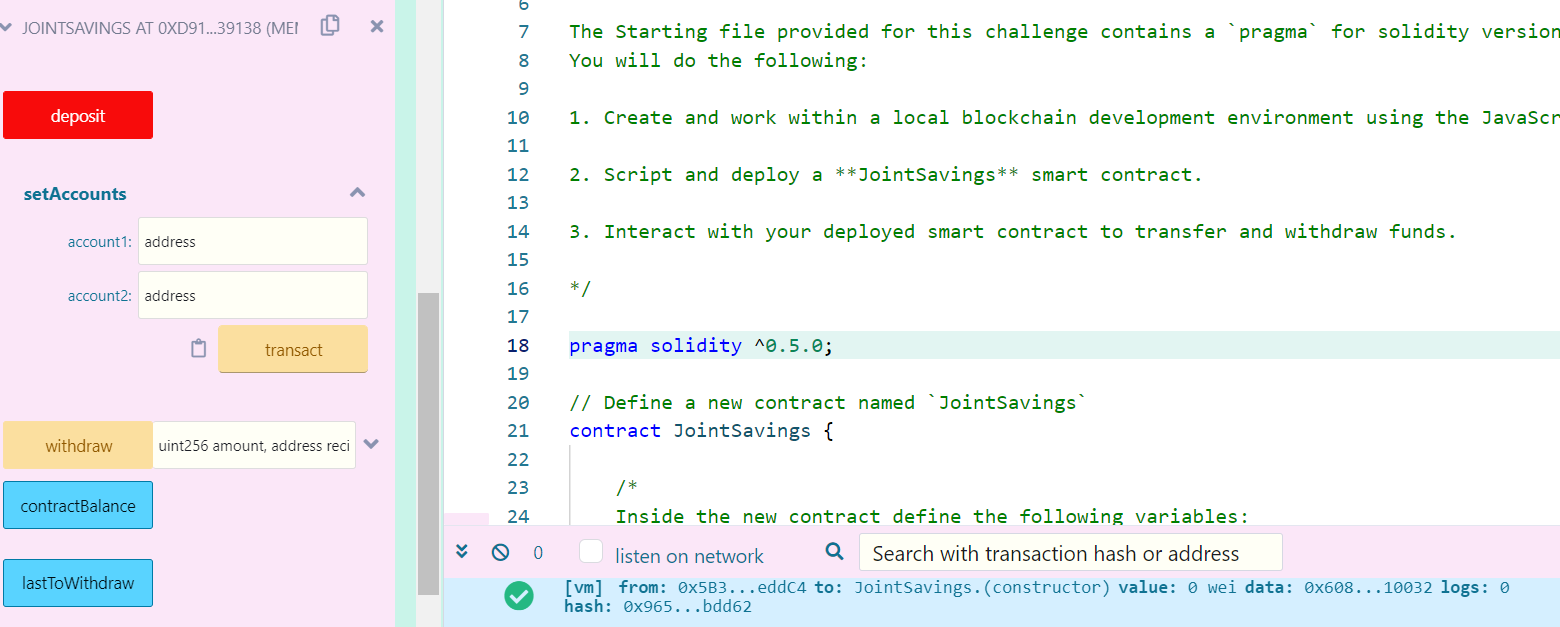 JOINTSAVINGS AT 0XD91...39138 (MEM
deposit
setAccounts
account1: address
account2: address
transact
withdraw uint256 amount, address reci
contractBalance
lastToWithdraw
6
7 The Starting file provided for this challenge contains a `pragma` for solidity version
8 You will do the following:
9
10 1. Create and work within a local blockchain development environment using the JavaScr
11
12 2. Script and deploy a **JointSavings** smart contract.
13
14 3. Interact with your deployed smart contract to transfer and withdraw funds.
15
16 */
17
18 pragma solidity ^0.5.0;
19
20 // Define a new contract named `JointSavings`
21 contract JointSavings {
22
23 /*
24 Inside the new contract define the following variables:
0 listen on network Search with transaction hash or address
[vm] from: 0x5B3...eddC4 to: JointSavings.(constructor) value: 0 wei data: 0x608...10032 logs: 0
hash: 0x965...bdd62